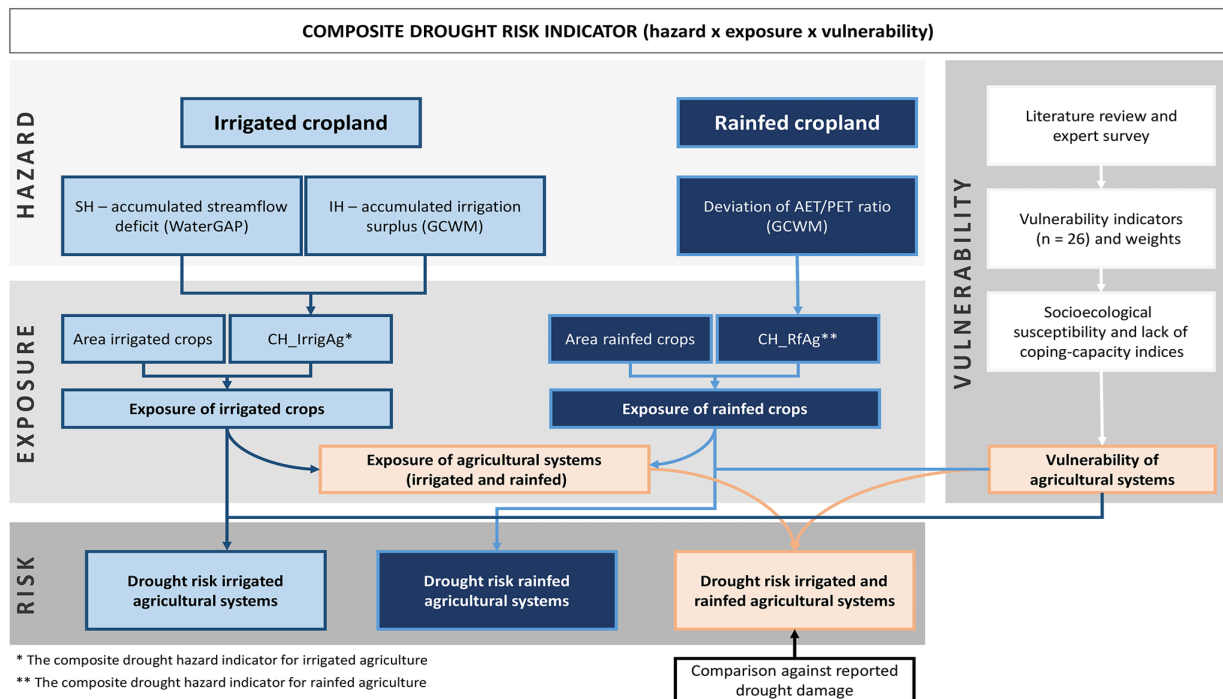 COMPOSITE DROUGHT RISK INDICATOR (hazard x exposure x vulnerability)
HAZARD
Irrigated cropland
Rainfed cropland
SH – accumulated streamflow
deficit (WaterGAP)
IH – accumulated irrigation
surplus (GCWM)
Deviation of AET/PET ratio
(GCWM)
EXPOSURE
Area irrigated crops
CH_IrrigAg*
Area rainfed crops
CH_RfAg**
Exposure of irrigated crops
Exposure of rainfed crops
Exposure of agricultural systems
(irrigated and rainfed)
VULNERABILITY
Literature review and
expert survey
Vulnerability indicators
(n = 26) and weights
Socioecological
susceptibility and lack of
coping-capacity indices
Vulnerability of
agricultural systems
RISK
Drought risk irrigated
agricultural systems
Drought risk rainfed
agricultural systems
Drought risk irrigated and
rainfed agricultural systems
Comparison against reported
drought damage
* The composite drought hazard indicator for irrigated agriculture
** The composite drought hazard indicator for rainfed agriculture